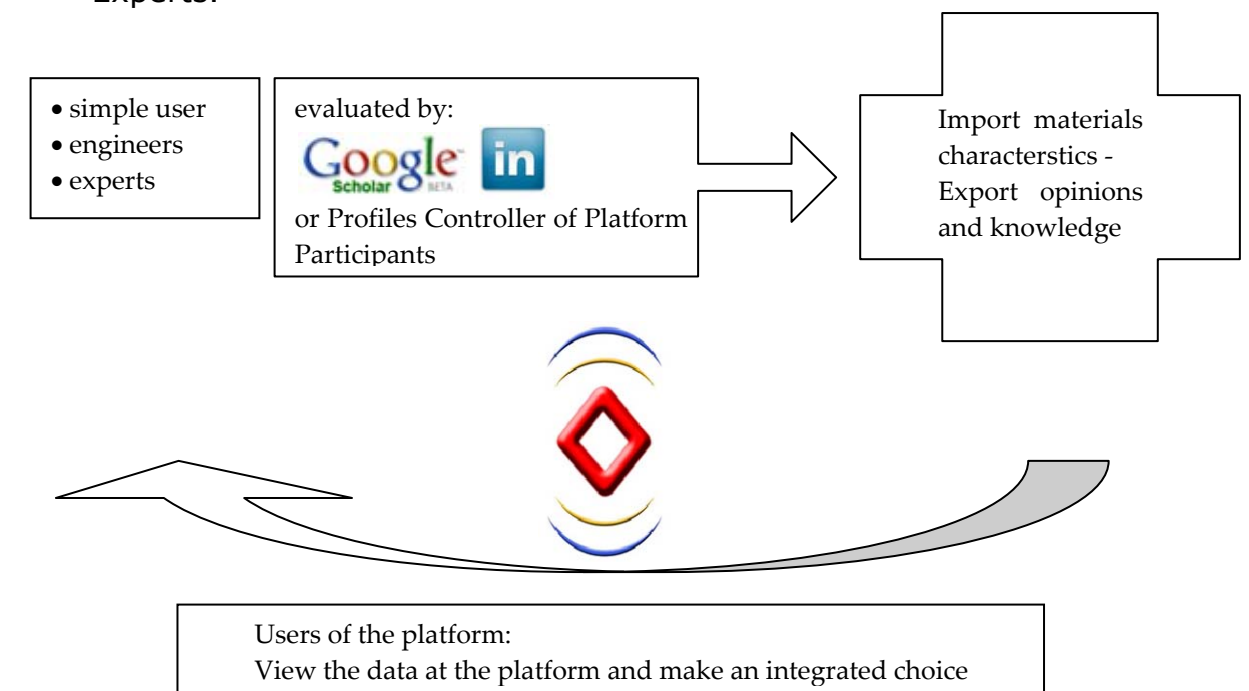 Experts.
• simple user
• engineers
• experts
evaluated by:
Google
Scholar BETA
in
or Profiles Controller of Platform
Participants
Import materials
characterstics -
Export opinions
and knowledge
Users of the platform:
View the data at the platform and make an integrated choice